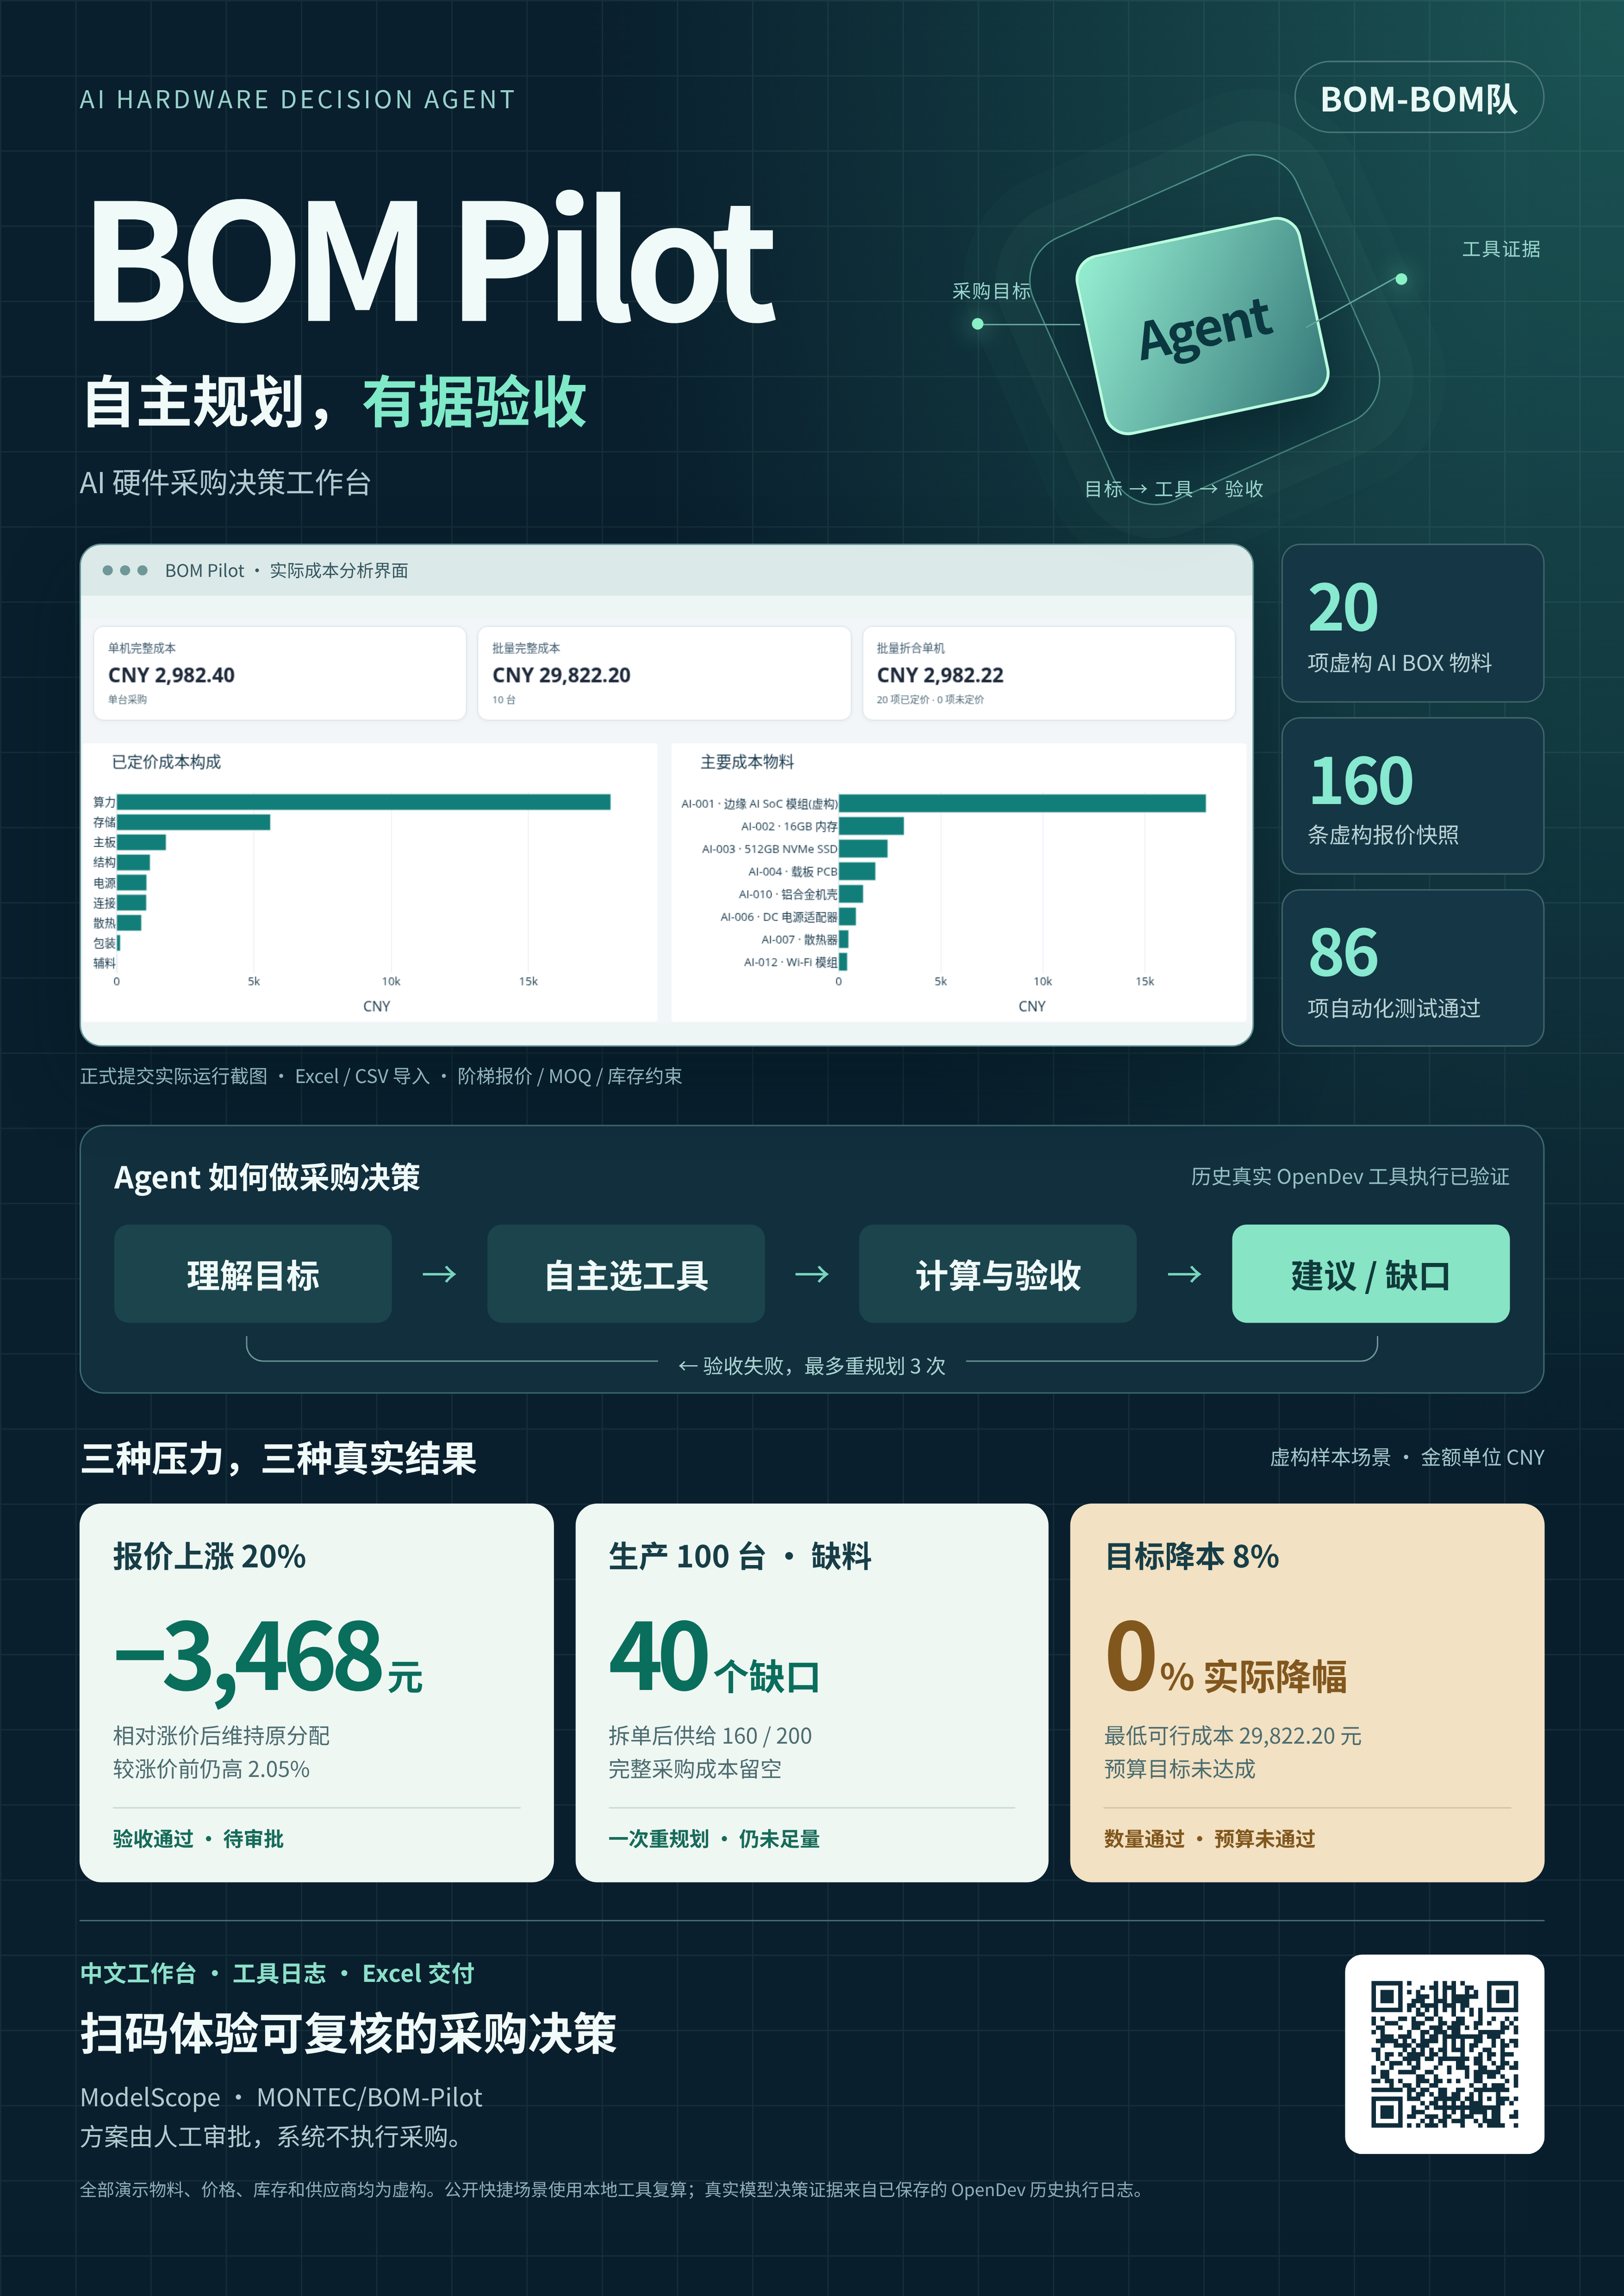 AI HARDWARE DECISION AGENT
BOM-BOM队
BOM Pilot
自主规划，有据验收
AI 硬件采购决策工作台
采购目标
工具证据
Agent
目标 → 工具 → 验收
BOM Pilot · 实际成本分析界面
单机完整成本
CNY 2,982.40
单台采购
批量完整成本
CNY 29,822.20
10 台
批量折合单机
CNY 2,982.22
20 项已定价 · 0 项未定价
已定价成本构成
算力
存储
主板
结构
电源
连接
散热
包装
辅料
0 5k 10k 15k
CNY
主要成本物料
AI-001 · 边缘 AI SoC 模组(虚构)
AI-002 · 16GB 内存
AI-003 · 512GB NVMe SSD
AI-004 · 载板 PCB
AI-010 · 铝合金机壳
AI-006 · DC 电源适配器
AI-007 · 散热器
AI-012 · Wi-Fi 模组
0 5k 10k 15k
CNY
20
项虚构 AI BOX 物料
160
条虚构报价快照
86
项自动化测试通过
正式提交实际运行截图 · Excel / CSV 导入 · 阶梯报价 / MOQ / 库存约束
Agent 如何做采购决策
历史真实 OpenDev 工具执行已验证
理解目标 → 自主选工具 → 计算与验收 → 建议 / 缺口
← 验收失败，最多重规划 3 次
三种压力，三种真实结果
虚构样本场景 · 金额单位 CNY
报价上涨 20%
−3,468元
相对涨价后维持原分配
较涨价前仍高 2.05%
验收通过 · 待审批
生产 100 台 · 缺料
40个缺口
拆单后供给 160 / 200
完整采购成本留空
一次重规划 · 仍未足量
目标降本 8%
0% 实际降幅
最低可行成本 29,822.20 元
预算目标未达成
数量通过 · 预算未通过
中文工作台 · 工具日志 · Excel 交付
扫码体验可复核的采购决策
ModelScope · MONTEC/BOM-Pilot
方案由人工审批，系统不执行采购。
全部演示物料、价格、库存和供应商均为虚构。公开快捷场景使用本地工具复算；真实模型决策证据来自已保存的 OpenDev 历史执行日志。